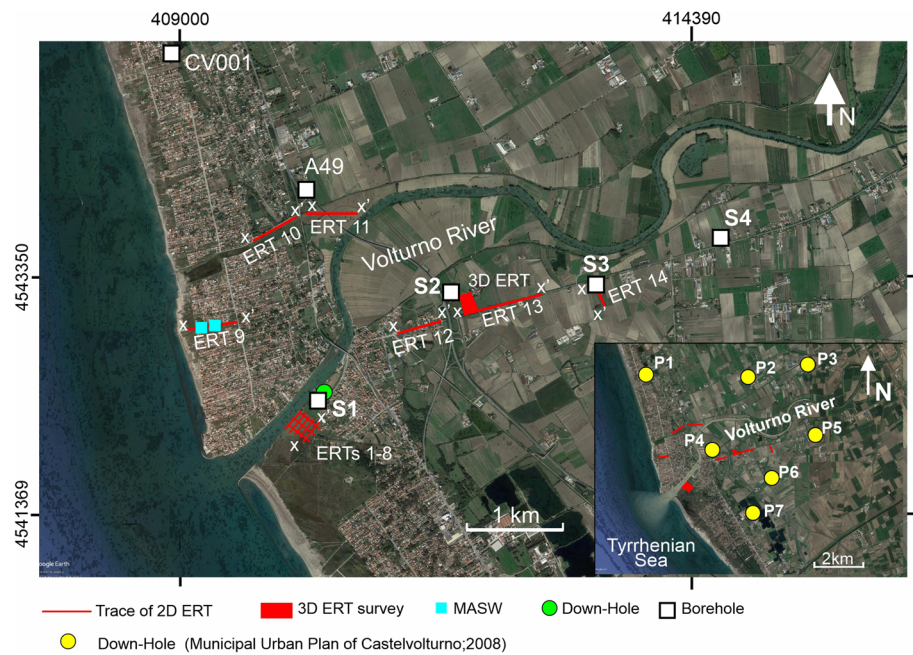 409000
414390
CV001
N
A49
x
x'
x
x'
ERT 10
ERT 11
Volturno River
S4
4543350
S3
S2
3D ERT
x
ERT 14
x'
x
x'
ERT 9
x
x'
x
x'
ERT 12
ERT 13
S1
x'
x
ERTs 1-8
1 km
4541369
Google Earth
P1
P2
P3
N
Volturno River
P4
P5
P6
P7
Tyrrhenian
Sea
2km
Trace of 2D ERT
3D ERT survey
MASW
Down-Hole
Borehole
Down-Hole (Municipal Urban Plan of Castelvolturno;2008)